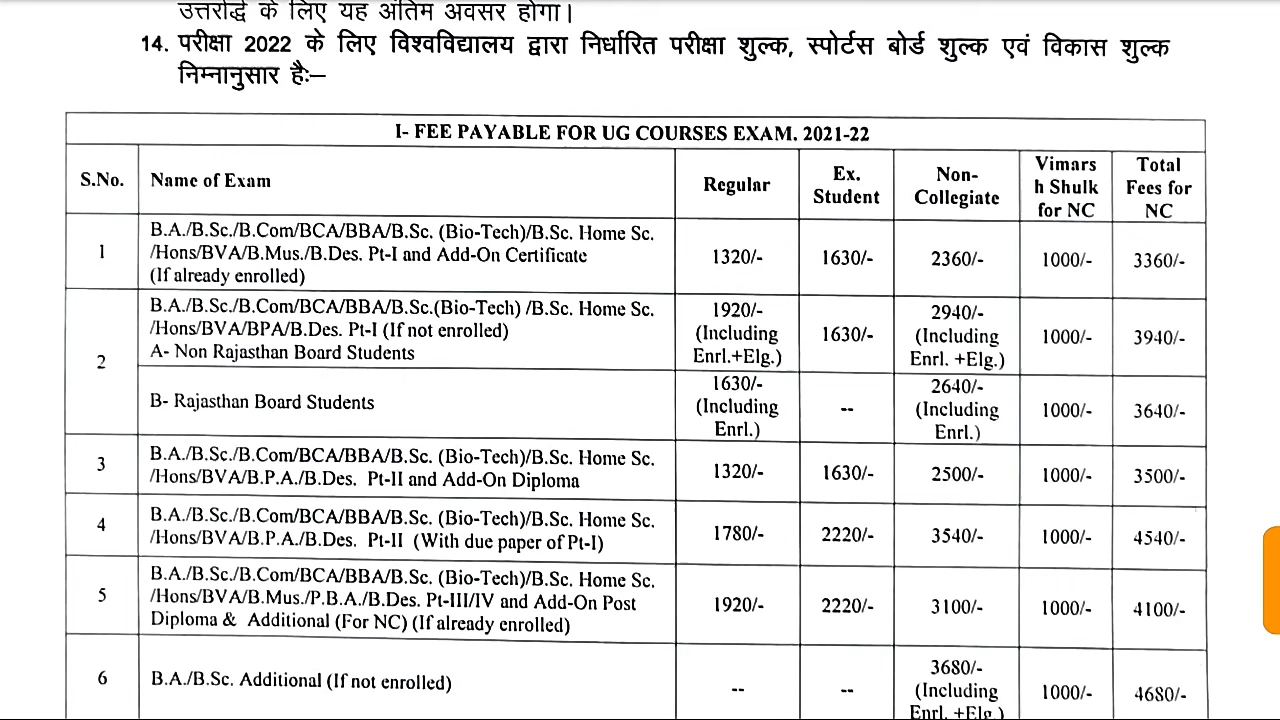 उत्तरार्द्ध के लिए यह अंतिम अवसर होगा।
14. परीक्षा 2022 के लिए विश्वविद्यालय द्वारा निर्धारित परीक्षा शुल्क, स्पोर्टस बोर्ड शुल्क एवं विकास शुल्क
निम्नानुसार हैः–
I- FEE PAYABLE FOR UG COURSES EXAM. 2021-22
S.No. Name of Exam Regular Ex. Student Non-Collegiate Vimars h Shulk for NC Total Fees for NC
B.A./B.Sc./B.Com/BCA/BBA/B.Sc. (Bio-Tech)/B.Sc. Home Sc.
1 /Hons/BVA/B.Mus./B.Des. Pt-I and Add-On Certificate 1320/- 1630/- 2360/- 1000/- 3360/-
(If already enrolled)
B.A./B.Sc./B.Com/BCA/BBA/B.Sc.(Bio-Tech) /B.Sc. Home Sc. 1920/- 2940/-
2 /Hons/BVA/BPA/B.Des. Pt-I (If not enrolled) (Including 1630/- (Including 1000/- 3940/-
A- Non Rajasthan Board Students Enrl.+Elg.) Enrl. +Elg.)
1630/- 2640/-
B- Rajasthan Board Students (Including -- (Including 1000/- 3640/-
Enrl.) Enrl.)
B.A./B.Sc./B.Com/BCA/BBA/B.Sc. (Bio-Tech)/B.Sc. Home Sc.
3 /Hons/BVA/B.P.A./B.Des. Pt-II and Add-On Diploma 1320/- 1630/- 2500/- 1000/- 3500/-
B.A./B.Sc./B.Com/BCA/BBA/B.Sc. (Bio-Tech)/B.Sc. Home Sc.
4 /Hons/BVA/B.P.A./B.Des. Pt-II (With due paper of Pt-I) 1780/- 2220/- 3540/- 1000/- 4540/-
B.A./B.Sc./B.Com/BCA/BBA/B.Sc. (Bio-Tech)/B.Sc. Home Sc.
5 /Hons/BVA/B.Mus./P.B.A./B.Des. Pt-III/IV and Add-On Post 1920/- 2220/- 3100/- 1000/- 4100/-
Diploma & Additional (For NC) (If already enrolled)
3680/-
6 B.A./B.Sc. Additional (If not enrolled) -- -- (Including 1000/- 4680/-
Enrl. +Elg.)